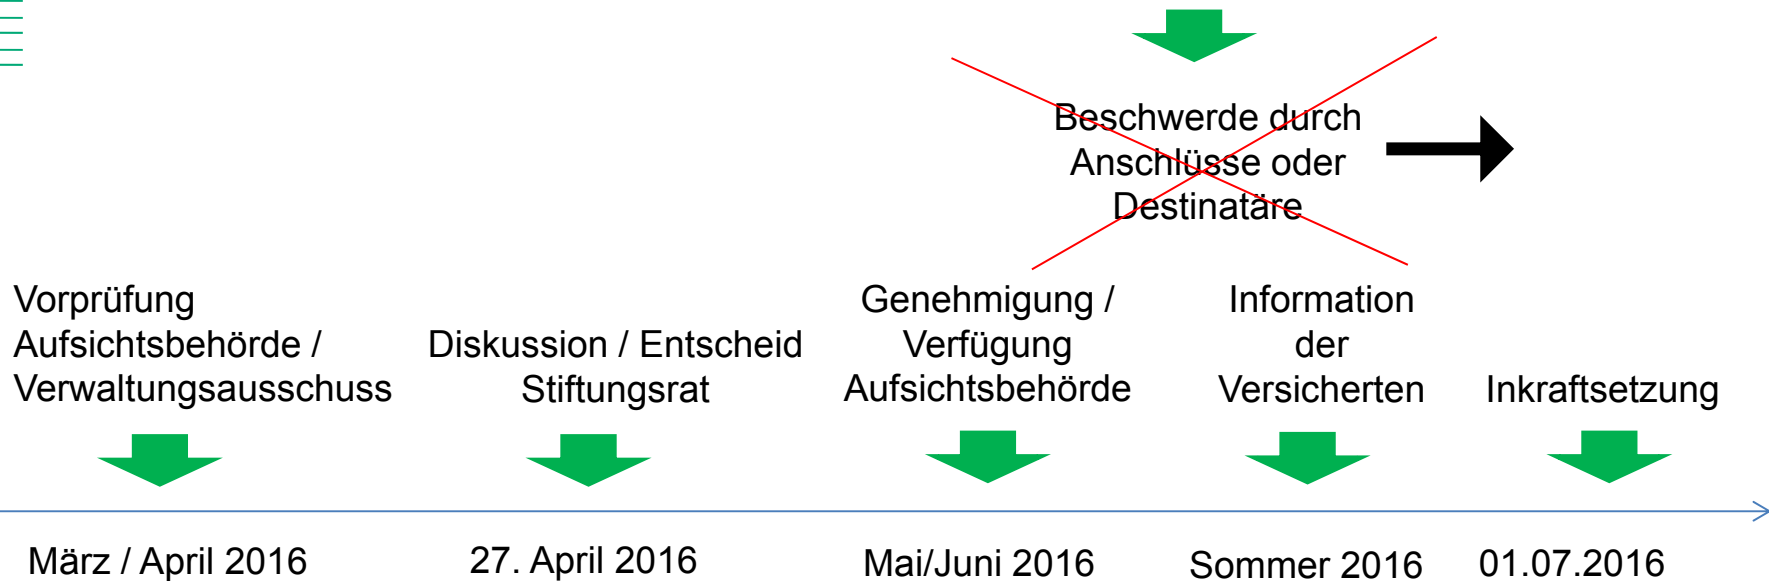 Beschwerde durch
Anschlüsse oder
Destinatäre
Vorprüfung
Aufsichtsbehörde /
Verwaltungsausschuss
Diskussion / Entscheid
Stiftungsrat
Genehmigung /
Verfügung
Aufsichtsbehörde
Information
der
Versicherten
Inkraftsetzung
März / April 2016
27. April 2016
Mai/Juni 2016
Sommer 2016
01.07.2016